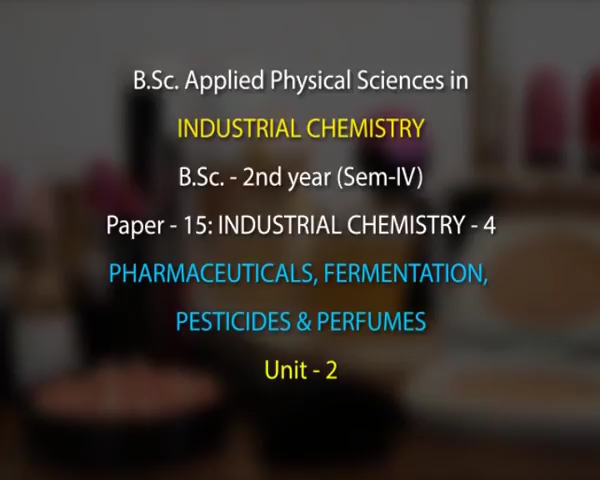 B.Sc. Applied Physical Sciences in
INDUSTRIAL CHEMISTRY
B.Sc. - 2nd year (Sem-IV)
Paper - 15: INDUSTRIAL CHEMISTRY - 4
PHARMACEUTICALS, FERMENTATION,
PESTICIDES & PERFUMES
Unit - 2